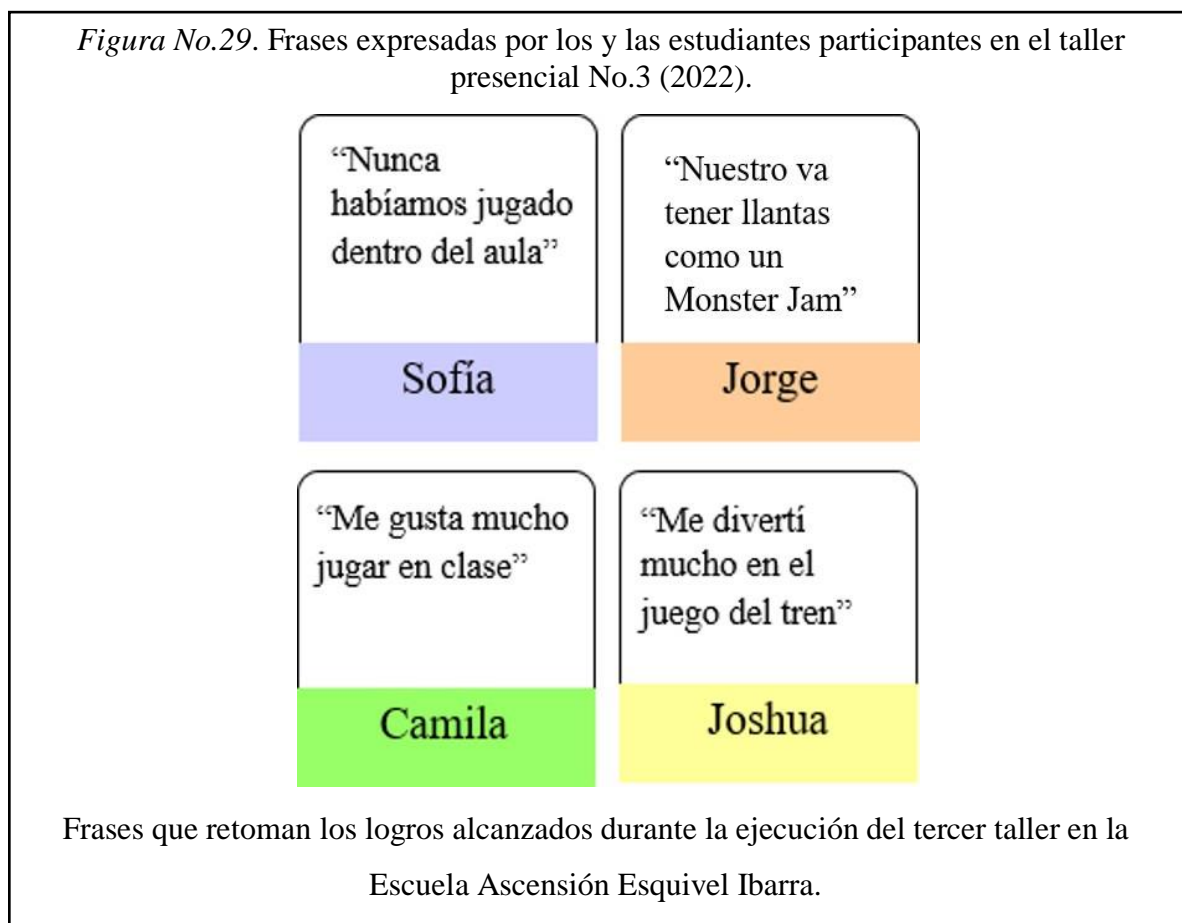 Figura No.29. Frases expresadas por los y las estudiantes participantes en el taller
presencial No.3 (2022).
“Nunca
habíamos jugado
dentro del aula”
Sofía
“Nuestro va
tener llantas
como un
Monster Jam”
Jorge
“Me gusta mucho
jugar en clase”
Camila
“Me divertí
mucho en el
juego del tren”
Joshua
Frases que retoman los logros alcanzados durante la ejecución del tercer taller en la
Escuela Ascensión Esquivel Ibarra.